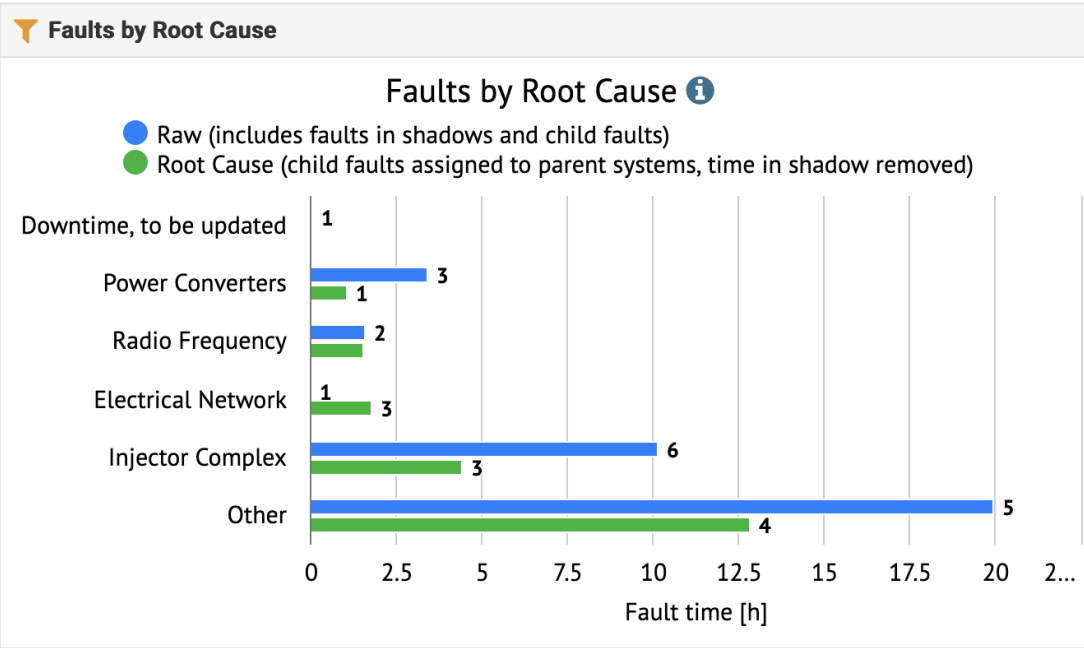 Faults by Root Cause
Faults by Root Cause i
Raw (includes faults in shadows and child faults)
Root Cause (child faults assigned to parent systems, time in shadow removed)
Downtime, to be updated 1
Power Converters 3
1
Radio Frequency 2
Electrical Network 1
3
Injector Complex 6
3
Other 5
4
0 2.5 5 7.5 10 12.5 15 17.5 20 2...
Fault time [h]